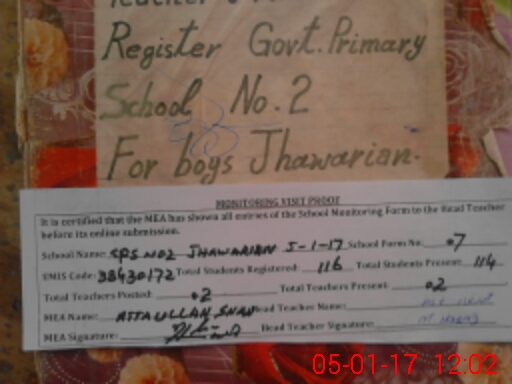 Register Govt. Primary
School No. 2
For boys Jhawarian.
MONITORING VISIT PROOF
It is certified that the MEA has shown all entries of the School Monitoring Form to the Head Teacher
before its online submission.
School Name: GPS NO2 JHAWARIAN 5-1-17 School Form No: 07
EMIS Code: 38430172 Total Students Registered: 116 Total Students Present: 114
Total Teachers Posted: 02 Total Teachers Present: 02
MEA Name: ATTAULLAH SHAH Head Teacher Name:
MEA Signature: Head Teacher Signature:
05-01-17 12:02